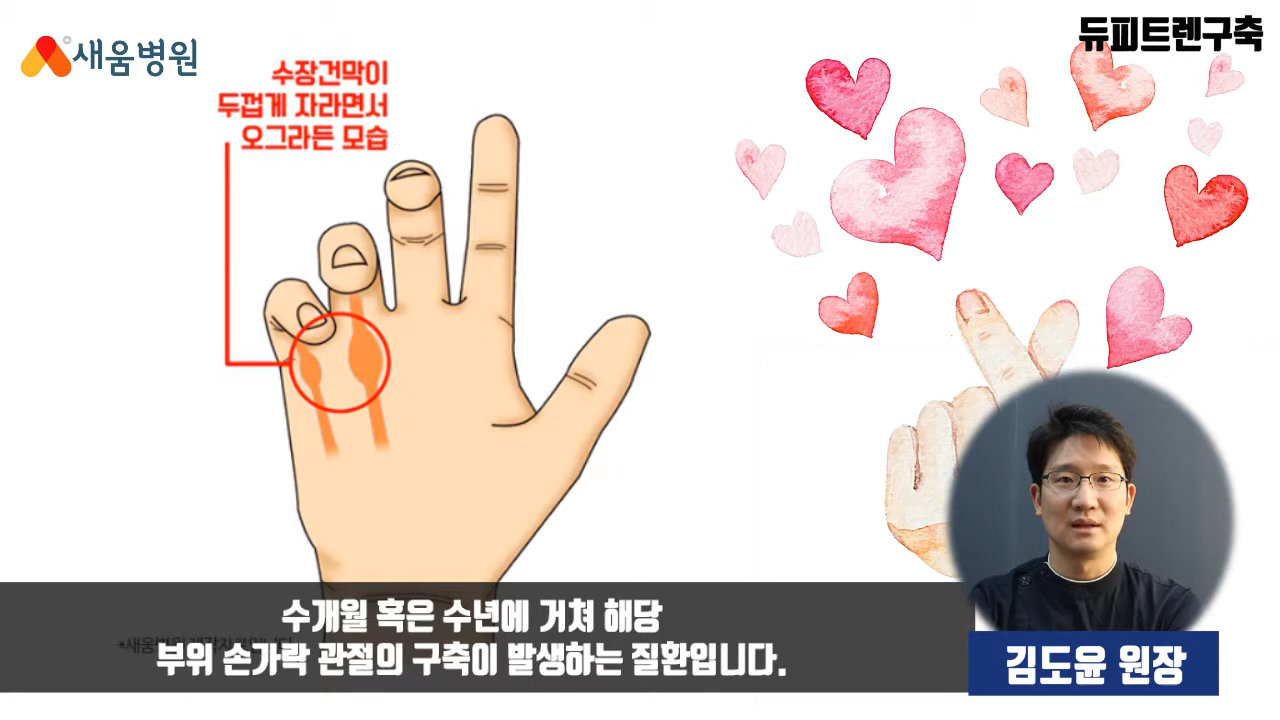 새움병원
듀피트렌구축
수장건막이
두껍게 자라면서
오그라든 모습
수개월 혹은 수년에 거쳐 해당
부위 손가락 관절의 구축이 발생하는 질환입니다.
김도윤 원장